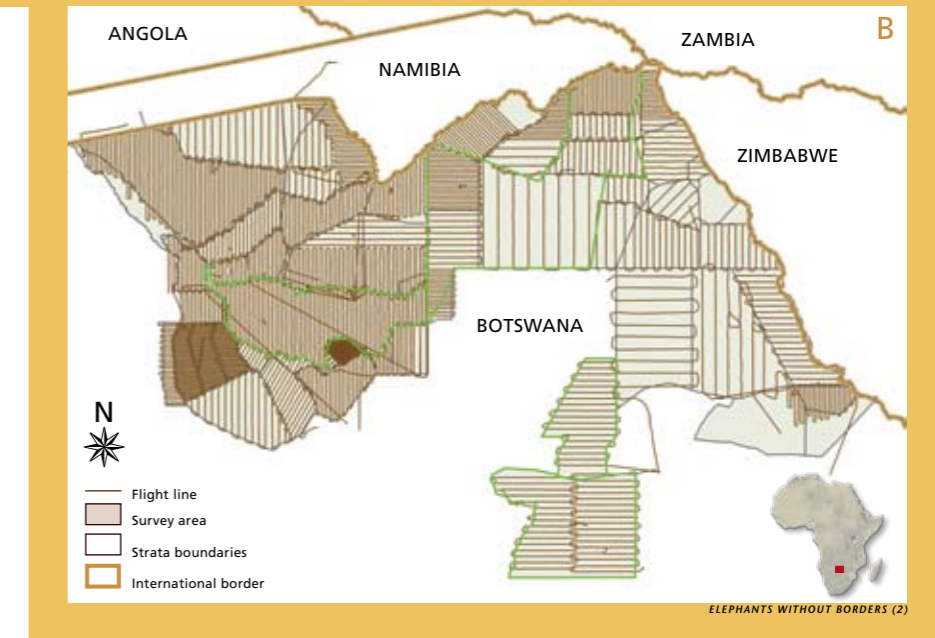 B
ANGOLA
ZAMBIA
NAMIBIA
ZIMBABWE
BOTSWANA
N
Flight line
Survey area
Strata boundaries
International border
ELEPHANTS WITHOUT BORDERS (2)